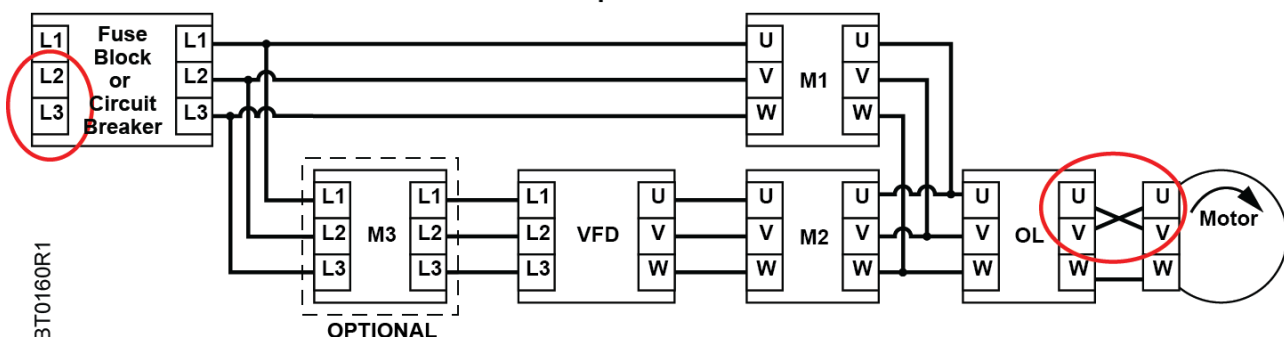 L1 Fuse L1 U U
Block
L2 or L2 V M1 V
Circuit
L3 Breaker L3 W W
L1 L1 L1 U U U U U U
Motor
L2 M3 L2 L2 VFD V V M2 V V OL V V
L3 L3 L3 W W W W W W
OPTIONAL
BT0160R1